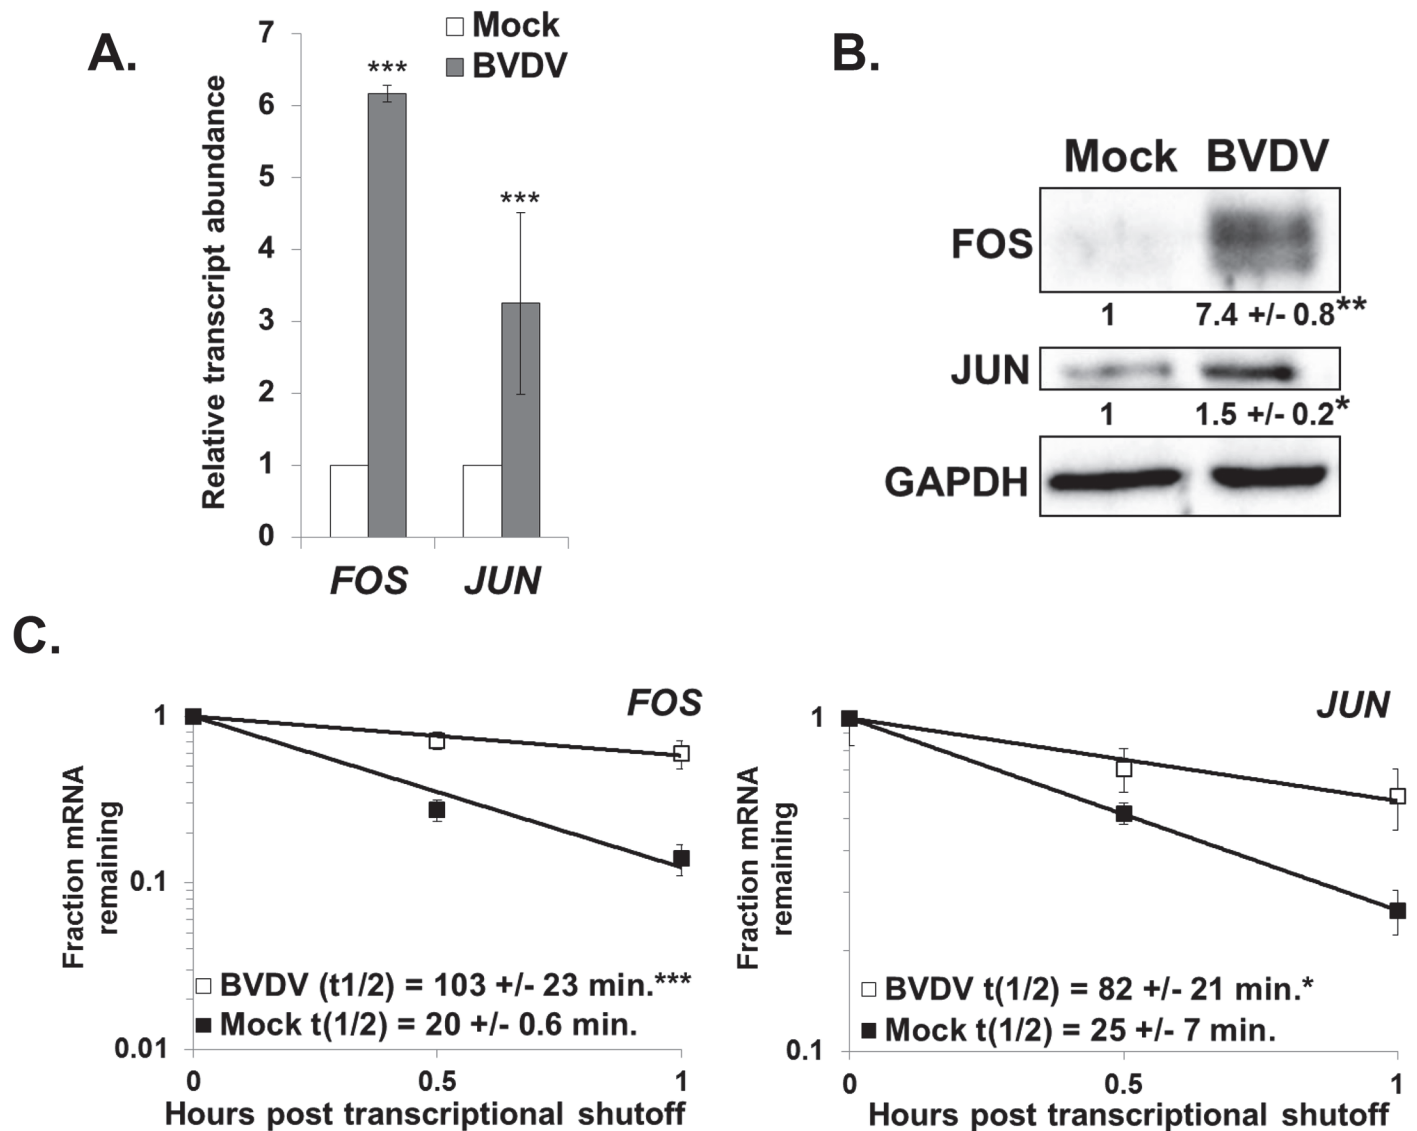 A.
Mock
BVDV
Relative transcript abundance
7
6
5
4
3
2
1
0
***
***
FOS JUN
B.
Mock BVDV
FOS
1 7.4 +/- 0.8**
JUN
1 1.5 +/- 0.2*
GAPDH
C.
FOS
Fraction mRNA
remaining
1
0.1
0.01
BVDV (t1/2) = 103 +/- 23 min.***
Mock t(1/2) = 20 +/- 0.6 min.
0 0.5 1
Hours post transcriptional shutoff
JUN
Fraction mRNA
remaining
1
0.1
BVDV t(1/2) = 82 +/- 21 min.*
Mock t(1/2) = 25 +/- 7 min.
0 0.5 1
Hours post transcriptional shutoff